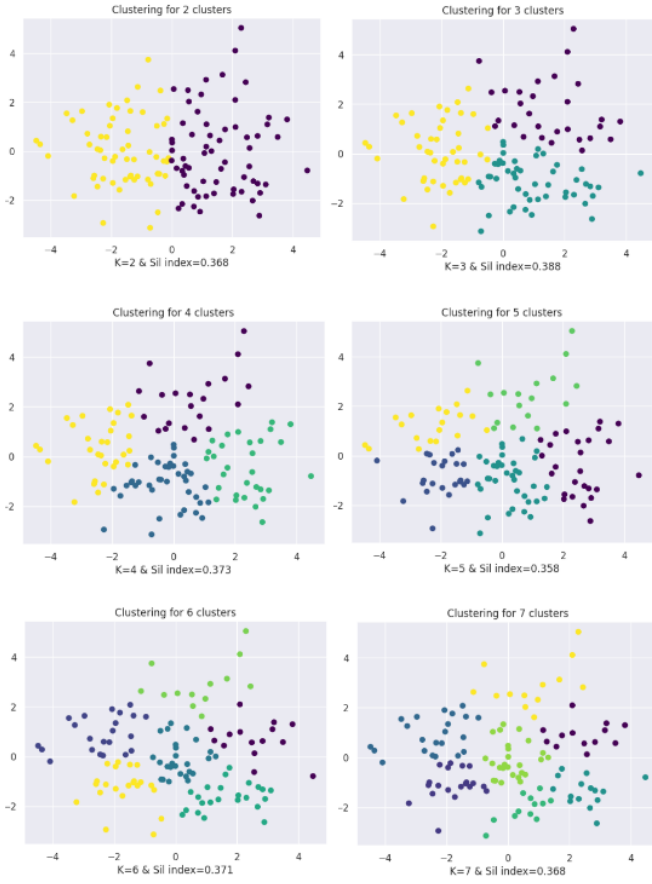 Clustering for 2 clusters
4
2
0
−2
−4 −2 0 2 4
K=2 & Sil index=0.368
Clustering for 3 clusters
4
2
0
−2
−4 −2 0 2 4
K=3 & Sil index=0.388
Clustering for 4 clusters
4
2
0
−2
−4 −2 0 2 4
K=4 & Sil index=0.373
Clustering for 5 clusters
4
2
0
−2
−4 −2 0 2 4
K=5 & Sil index=0.358
Clustering for 6 clusters
4
2
0
−2
−4 −2 0 2 4
K=6 & Sil index=0.371
Clustering for 7 clusters
4
2
0
−2
−4 −2 0 2 4
K=7 & Sil index=0.368